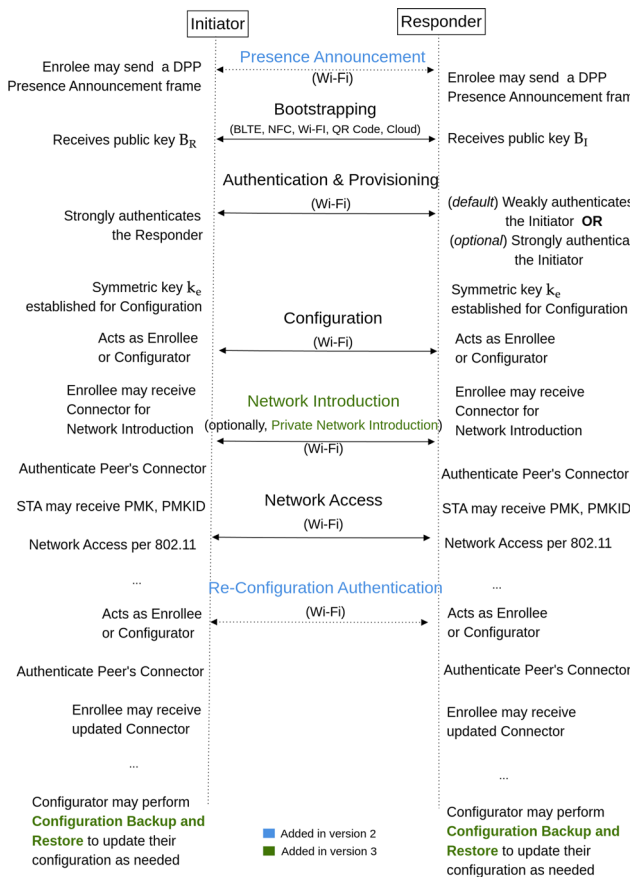 Initiator
Responder
Presence Announcement
(Wi-Fi)
Enrolee may send a DPP
Presence Announcement frame
Enrolee may send a DPP
Presence Announcement fram
Bootstrapping
(BLTE, NFC, Wi-FI, QR Code, Cloud)
Receives public key B_R
Receives public key B_I
Authentication & Provisioning
(Wi-Fi)
Strongly authenticates
the Responder
(default) Weakly authenticates
the Initiator OR
(optional) Strongly authentica
the Initiator
Symmetric key k_e
established for Configuration
Symmetric key k_e
established for Configuration
Configuration
(Wi-Fi)
Acts as Enrollee
or Configurator
Acts as Enrollee
or Configurator
Enrollee may receive
Connector for
Network Introduction
Enrollee may receive
Connector for
Network Introduction
Network Introduction
(optionally, Private Network Introduction)
(Wi-Fi)
Authenticate Peer's Connector
Authenticate Peer's Connector
STA may receive PMK, PMKID
STA may receive PMK, PMKID
Network Access
(Wi-Fi)
Network Access per 802.11
Network Access per 802.11
...
...
Re-Configuration Authentication
(Wi-Fi)
Acts as Enrollee
or Configurator
Acts as Enrollee
or Configurator
Authenticate Peer's Connector
Authenticate Peer's Connector
Enrollee may receive
updated Connector
Enrollee may receive
updated Connector
...
...
Configurator may perform
Configuration Backup and
Restore to update their
configuration as needed
Configurator may perform
Configuration Backup and
Restore to update their
configuration as needed
Added in version 2
Added in version 3